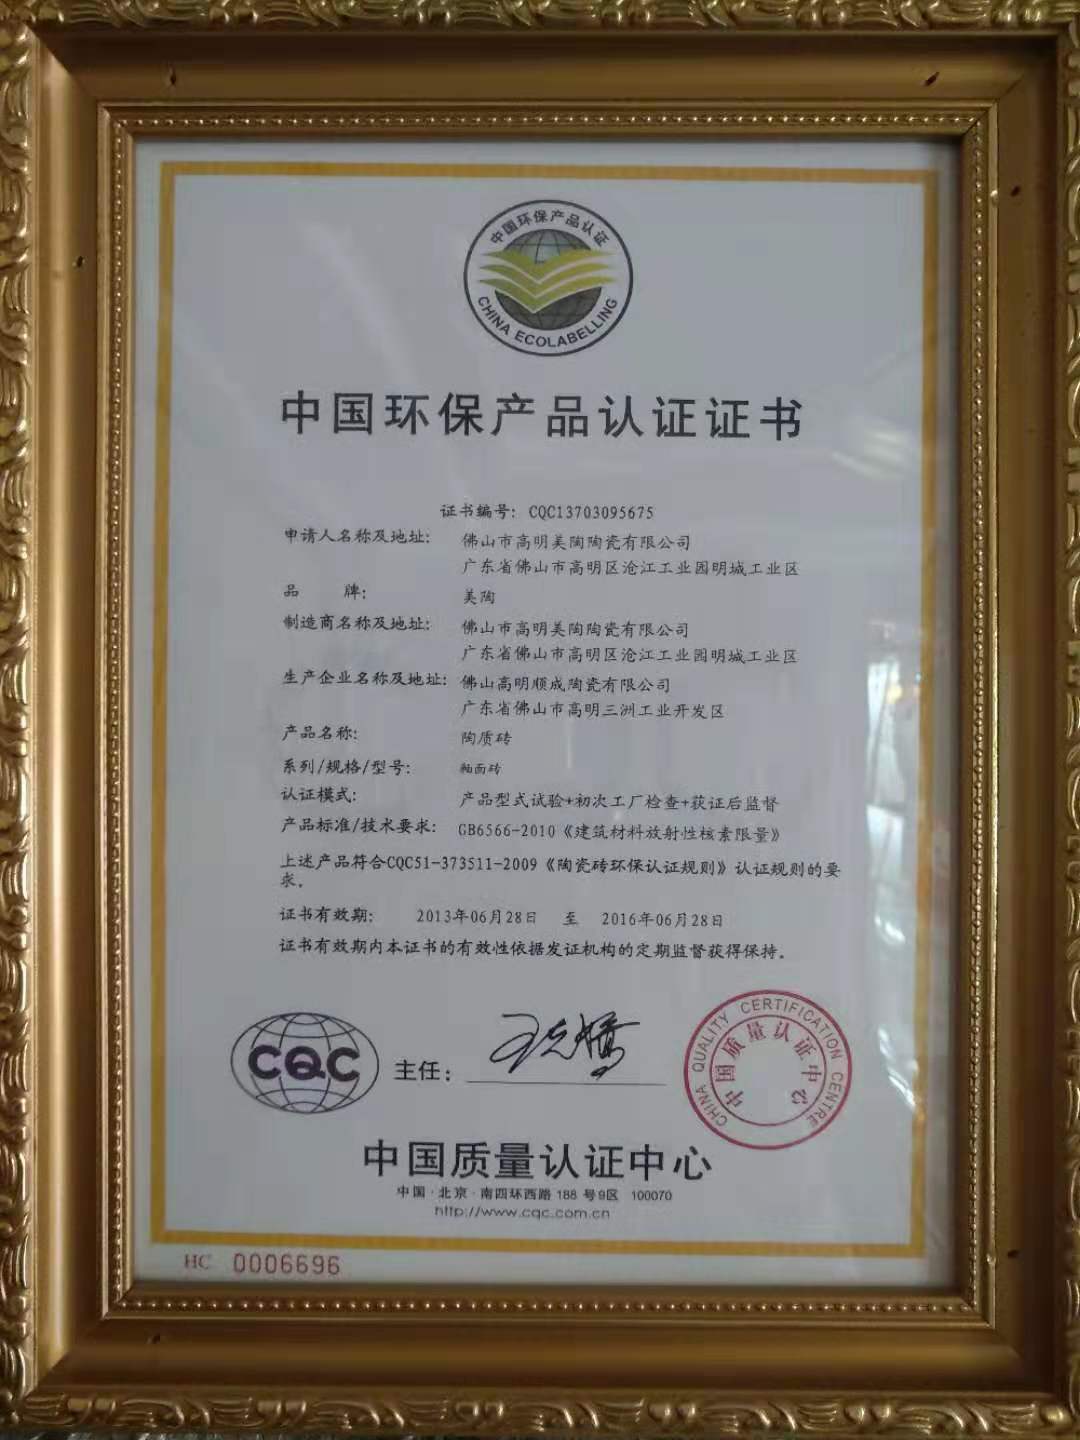 中国环保产品认证
CHINA ECOLABELLING
中国环保产品认证证书
证书编号: CQC13703095675
申请人名称及地址: 佛山市高明美陶陶瓷有限公司
广东省佛山市高明区沧江工业园明城工业区
品 牌: 美陶
制造商名称及地址: 佛山市高明美陶陶瓷有限公司
广东省佛山市高明区沧江工业园明城工业区
生产企业名称及地址: 佛山高明顺成陶瓷有限公司
广东省佛山市高明三洲工业开发区
产品名称: 陶质砖
系列/规格/型号: 釉面砖
认证模式: 产品型式试验+初次工厂检查+获证后监督
产品标准/技术要求: GB6566-2010《建筑材料放射性核素限量》
上述产品符合CQC51-373511-2009《陶瓷砖环保认证规则》认证规则的要
求。
证书有效期: 2013年06月28日 至 2016年06月28日
证书有效期内本证书的有效性依据发证机构的定期监督获得保持。
CQC
主任:
CHINA QUALITY CERTIFICATION CENTRE
中国质量认证中心
中国质量认证中心
中国·北京·南四环西路 188 号9区 100070
http://www.cqc.com.cn
HC 0006696